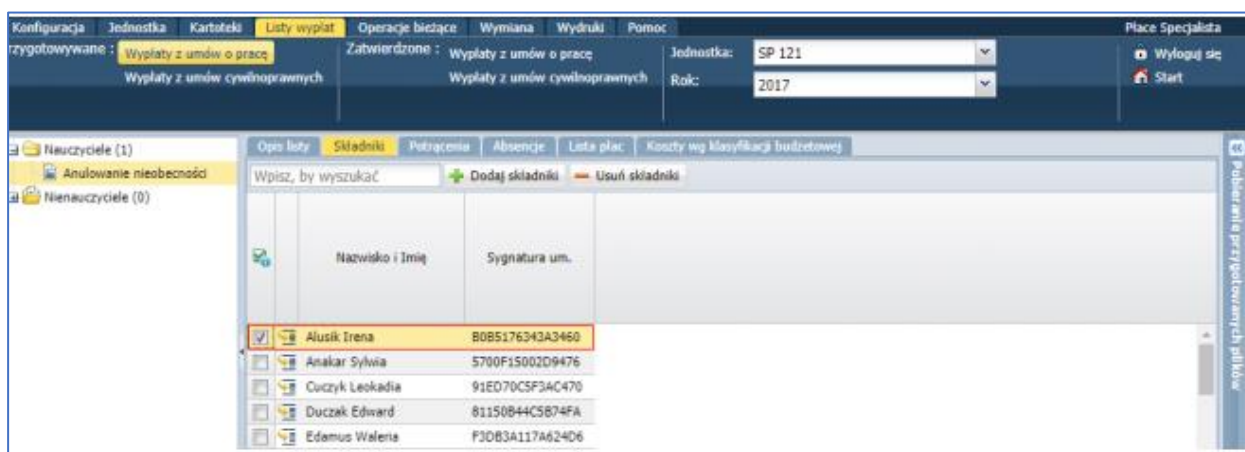 Konfiguracja Jednostka Kartoteki Listy wypłat Operacje bieżące Wymiana Wydruki Pomoc Płace Specjalista
rzygotowywane : Wypłaty z umów o pracę Zatwierdzone : Wypłaty z umów o pracę Jednostka: SP 121 Wyloguj się
Wypłaty z umów cywilnoprawnych Wypłaty z umów cywilnoprawnych Rok: 2017 Start
Nauczyciele (1) Opis listy Składniki Potrącenia Absencje Lista płac Koszty wg klasyfikacji budżetowej
Anulowanie nieobecności Wpisz, by wyszukać Dodaj składniki Usuń składniki
Nienauczyciele (0)
Nazwisko i Imię Sygnatura um.
Alusik Irena B0B5176343A3460
Anakar Sylwia 5700F15002D9476
Cuczyk Leokadia 91ED70C5F3AC470
Duczak Edward 81150B44C5B74FA
Edamus Waleria F3DB3A117A624D6
Pobieranie przygotowanych plików